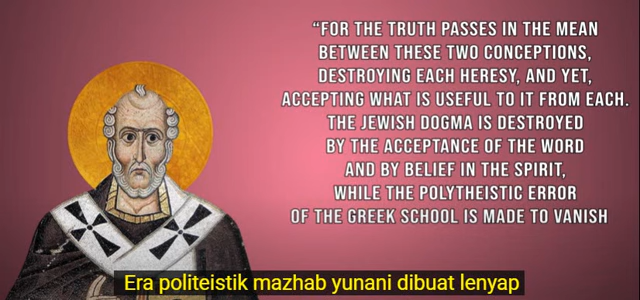 “FOR THE TRUTH PASSES IN THE MEAN
BETWEEN THESE TWO CONCEPTIONS,
DESTROYING EACH HERESY, AND YET,
ACCEPTING WHAT IS USEFUL TO IT FROM EACH.
THE JEWISH DOGMA IS DESTROYED
BY THE ACCEPTANCE OF THE WORD
AND BY BELIEF IN THE SPIRIT,
WHILE THE POLYTHEISTIC ERROR
OF THE GREEK SCHOOL IS MADE TO VANISH
Era politeistik mazhab yunani dibuat lenyap